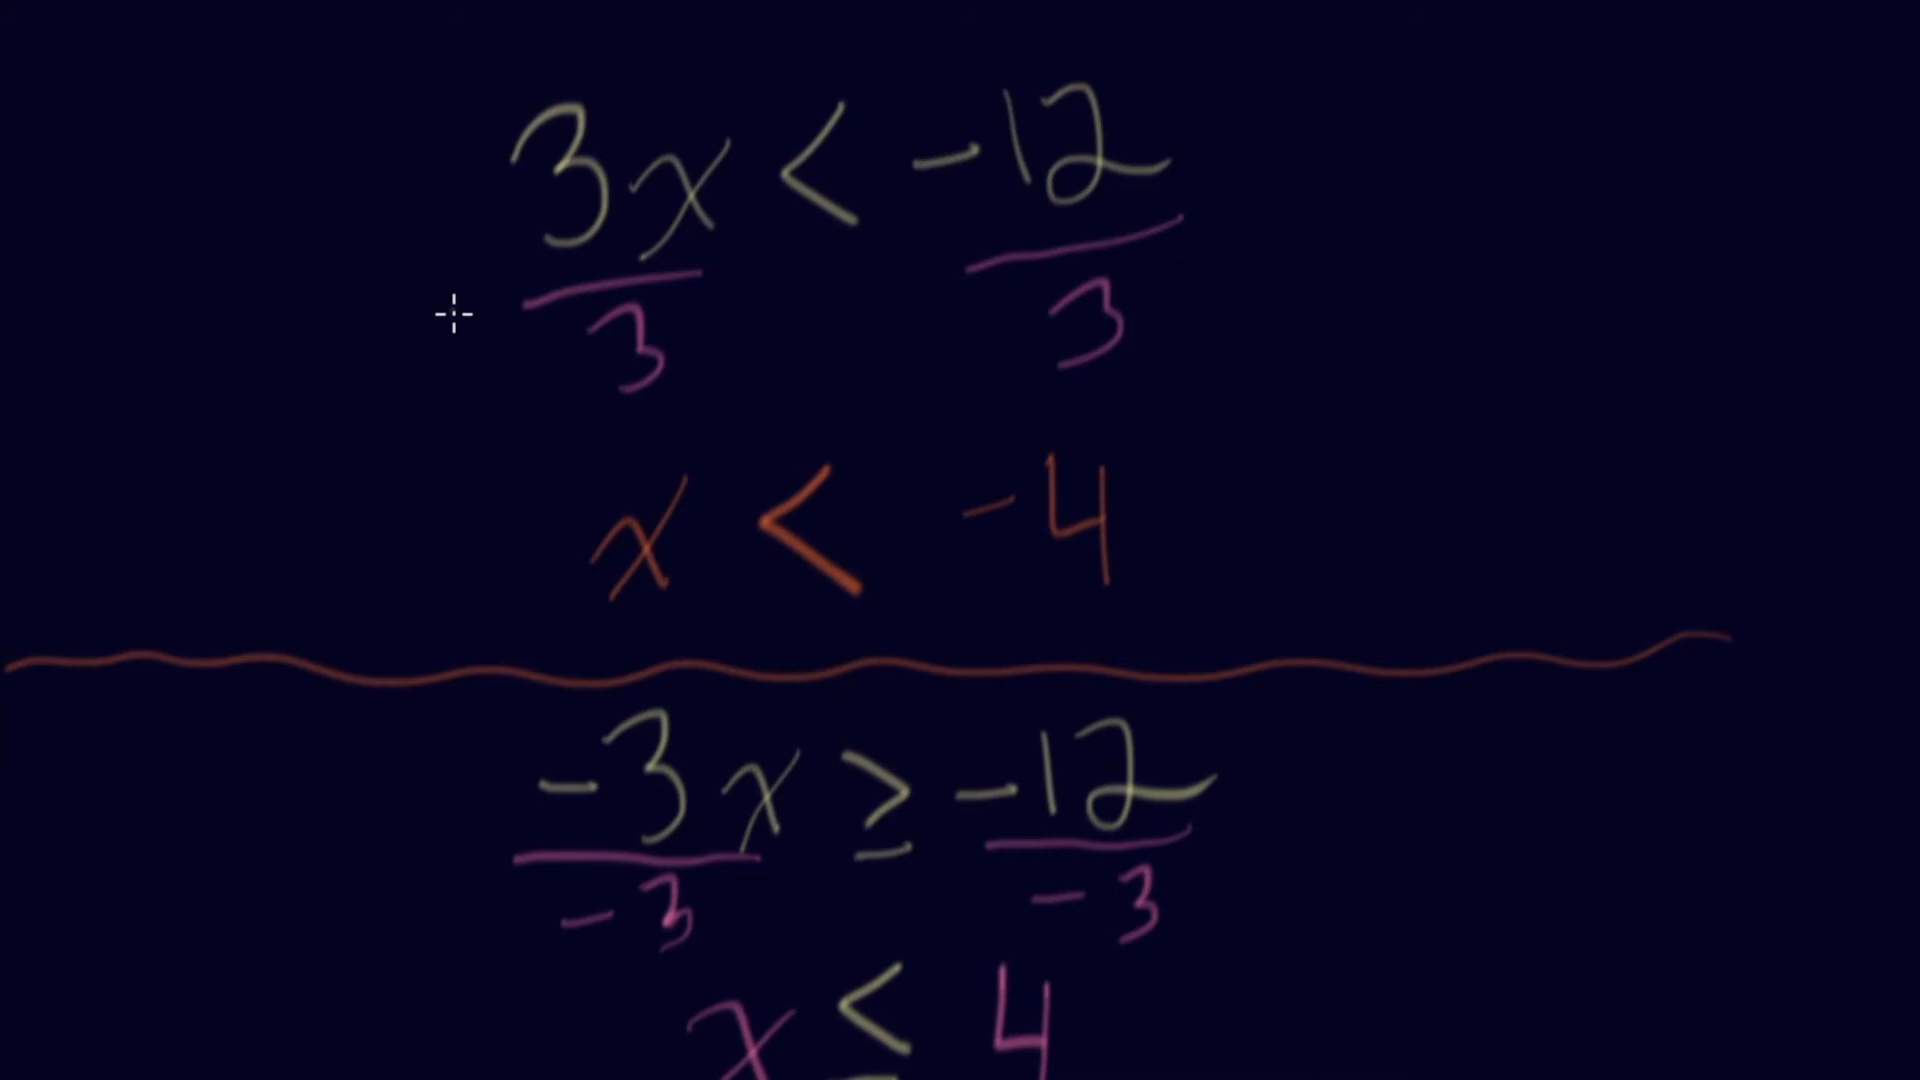 3x < -12
3 3
x < -4
-3x ≥ -12
-3 -3
x ≤ 4